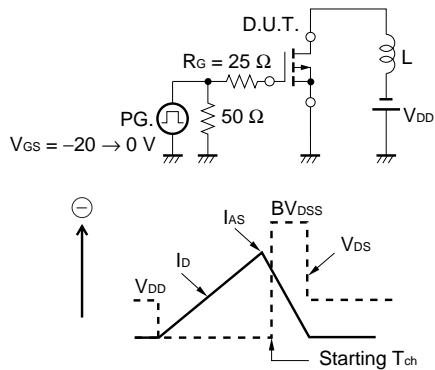 D.U.T.
RG = 25 Ω
L
PG.
50 Ω
VDD
VGS = −20 → 0 V
−
IAS
BVDSS
ID
VDS
VDD
Starting Tch